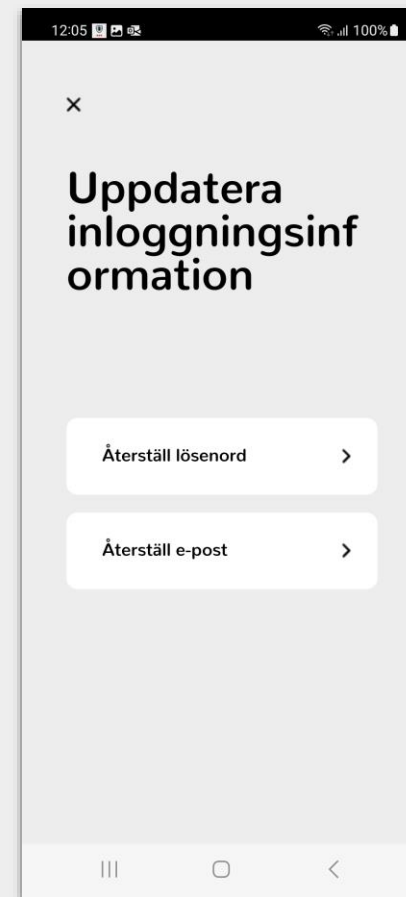 12:05 100%
Uppdatera
inloggningsinf
ormation
Återställ lösenord
Återställ e-post